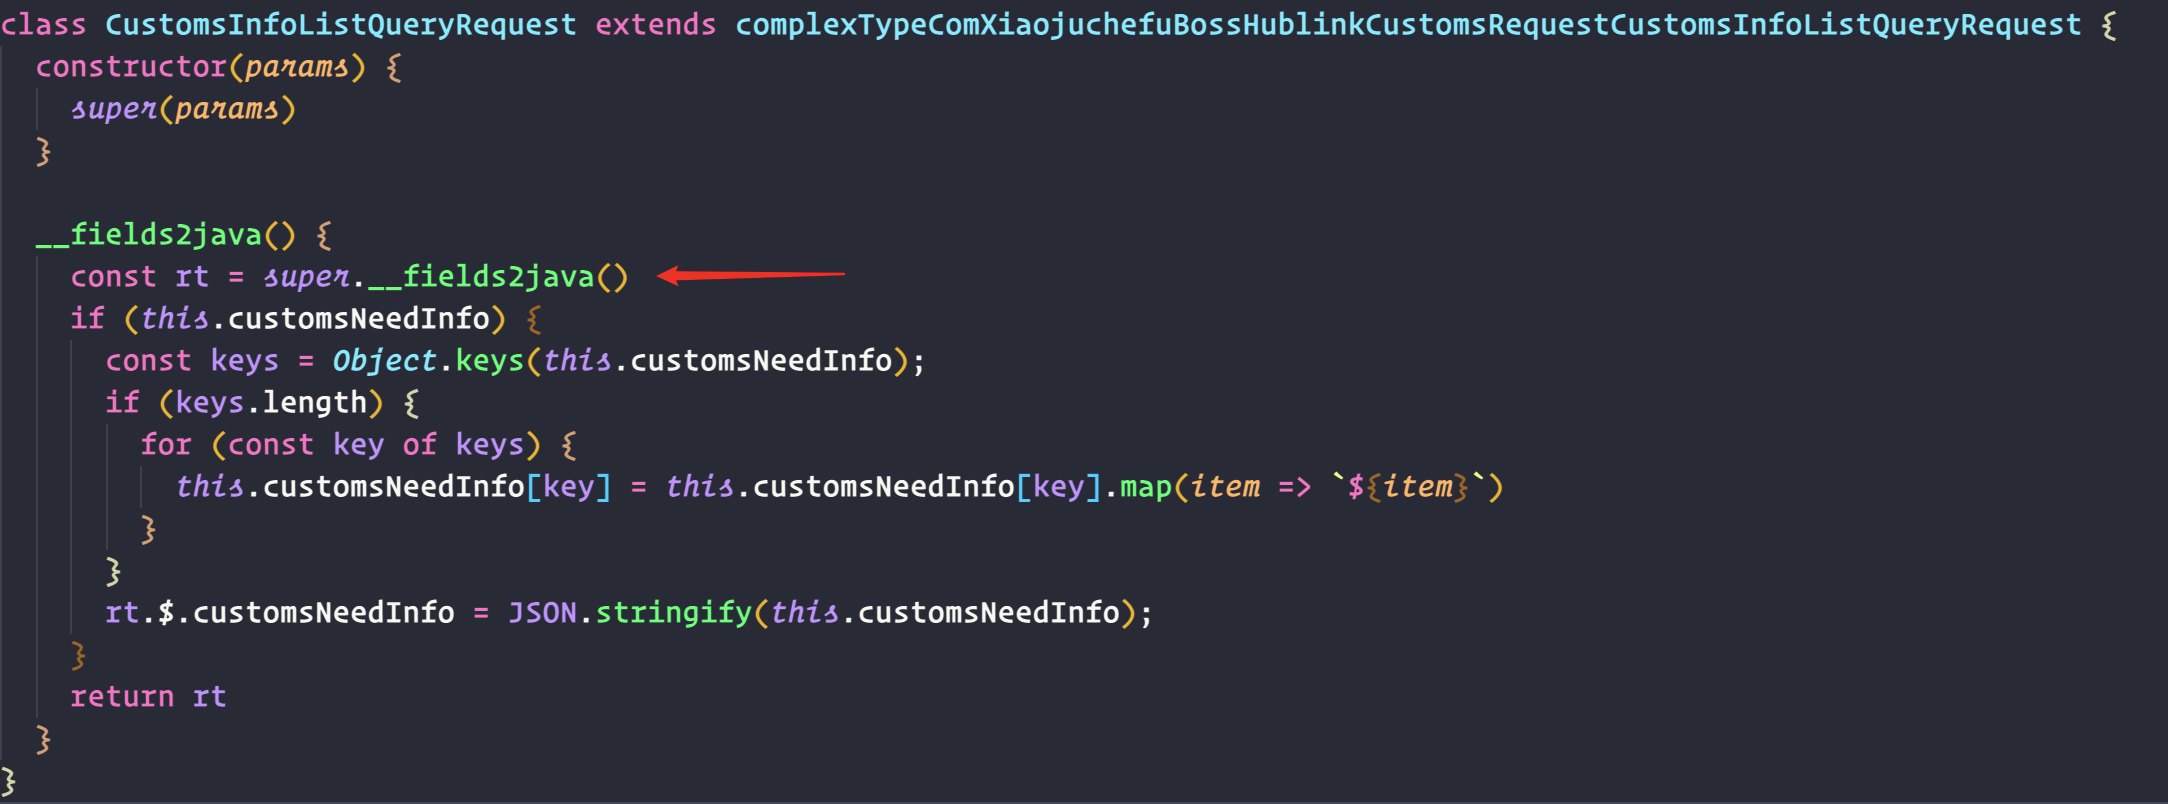 class CustomsInfoListQueryRequest extends complexTypeComXiaojuchefuBossHublinkCustomsRequestCustomsInfoListQueryRequest {
  constructor(params) {
    super(params)
  }

  __fields2java() {
    const rt = super.__fields2java()
    if (this.customsNeedInfo) {
      const keys = Object.keys(this.customsNeedInfo);
      if (keys.length) {
        for (const key of keys) {
          this.customsNeedInfo[key] = this.customsNeedInfo[key].map(item => `${item}`)
        }
      }
      rt.$.customsNeedInfo = JSON.stringify(this.customsNeedInfo);
    }
    return rt
  }
}